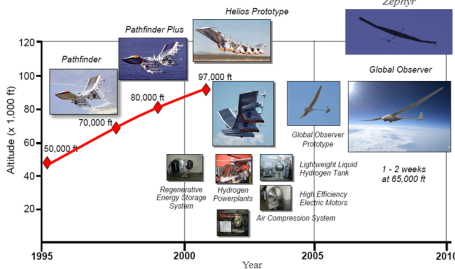 Zephyr
Helios Prototype
Pathfinder Plus
Pathfinder
Global Observer
120
100
80
60
40
20
Altitude (x 1,000 ft)
50,000 ft
70,000 ft
80,000 ft
97,000 ft
Global Observer
Prototype
1 - 2 weeks
at 65,000 ft
Regenerative
Energy Storage
System
Hydrogen
Powerplants
Lightweight Liquid
Hydrogen Tank
High Efficiency
Electric Motors
Air Compression System
1995
2000
2005
2010
Year